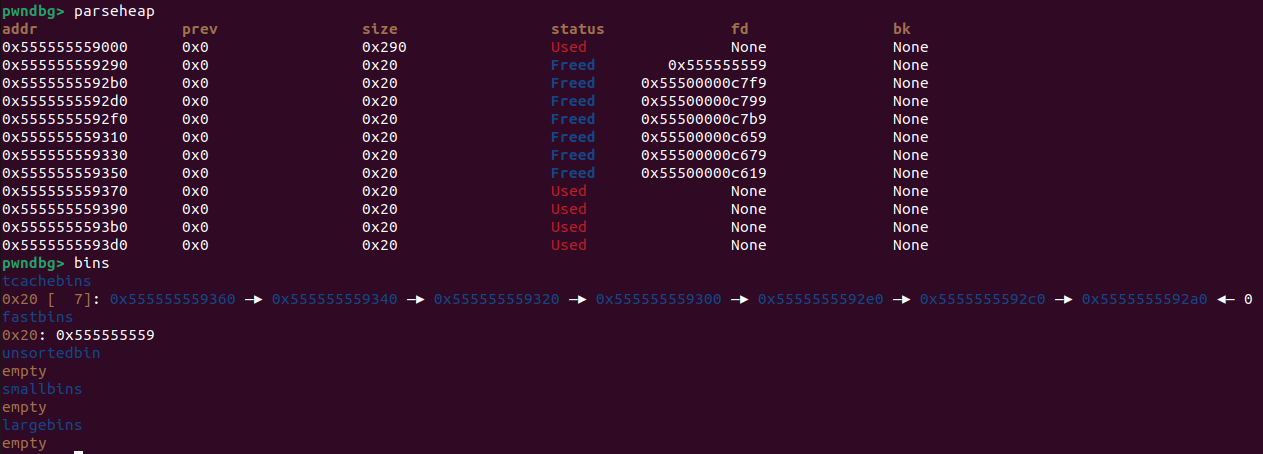 pwndbg> parseheap
addr prev size status fd bk
0x555555559000 0x0 0x290 Used None None
0x555555559290 0x0 0x20 Freed 0x555555559 None
0x5555555592b0 0x0 0x20 Freed 0x55500000c7f9 None
0x5555555592d0 0x0 0x20 Freed 0x55500000c799 None
0x5555555592f0 0x0 0x20 Freed 0x55500000c7b9 None
0x555555559310 0x0 0x20 Freed 0x55500000c659 None
0x555555559330 0x0 0x20 Freed 0x55500000c679 None
0x555555559350 0x0 0x20 Freed 0x55500000c619 None
0x555555559370 0x0 0x20 Used None None
0x555555559390 0x0 0x20 Used None None
0x5555555593b0 0x0 0x20 Used None None
0x5555555593d0 0x0 0x20 Used None None
pwndbg> bins
tcachebins
0x20 [  7]: 0x555555559360 —▸ 0x555555559340 —▸ 0x555555559320 —▸ 0x555555559300 —▸ 0x5555555592e0 —▸ 0x5555555592c0 —▸ 0x5555555592a0 ◂— 0
fastbins
0x20: 0x555555559
unsortedbin
empty
smallbins
empty
largebins
empty